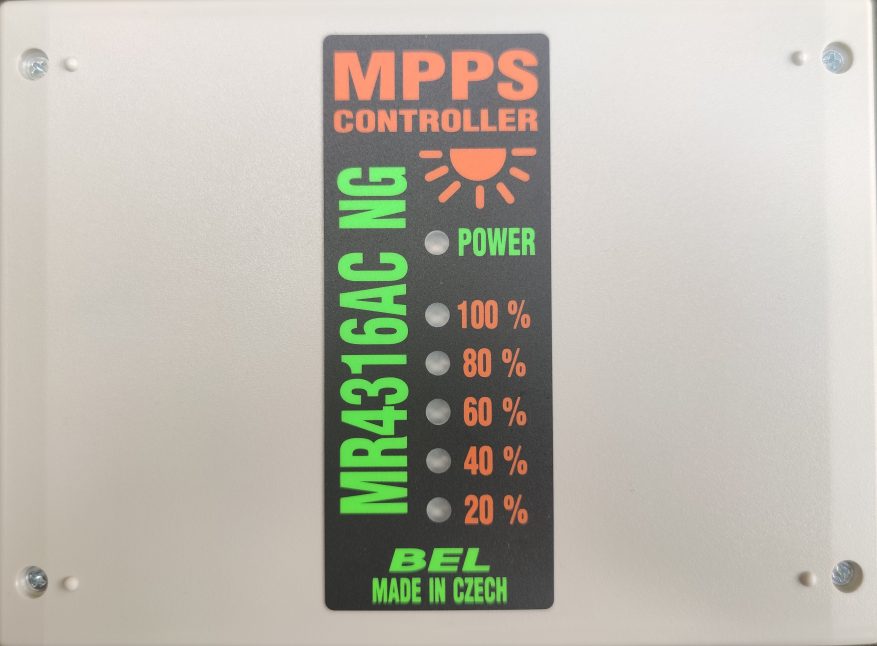 MPPS
CONTROLLER
MR4316AC NG
POWER
100 %
80 %
60 %
40 %
20 %
BEL
MADE IN CZECH